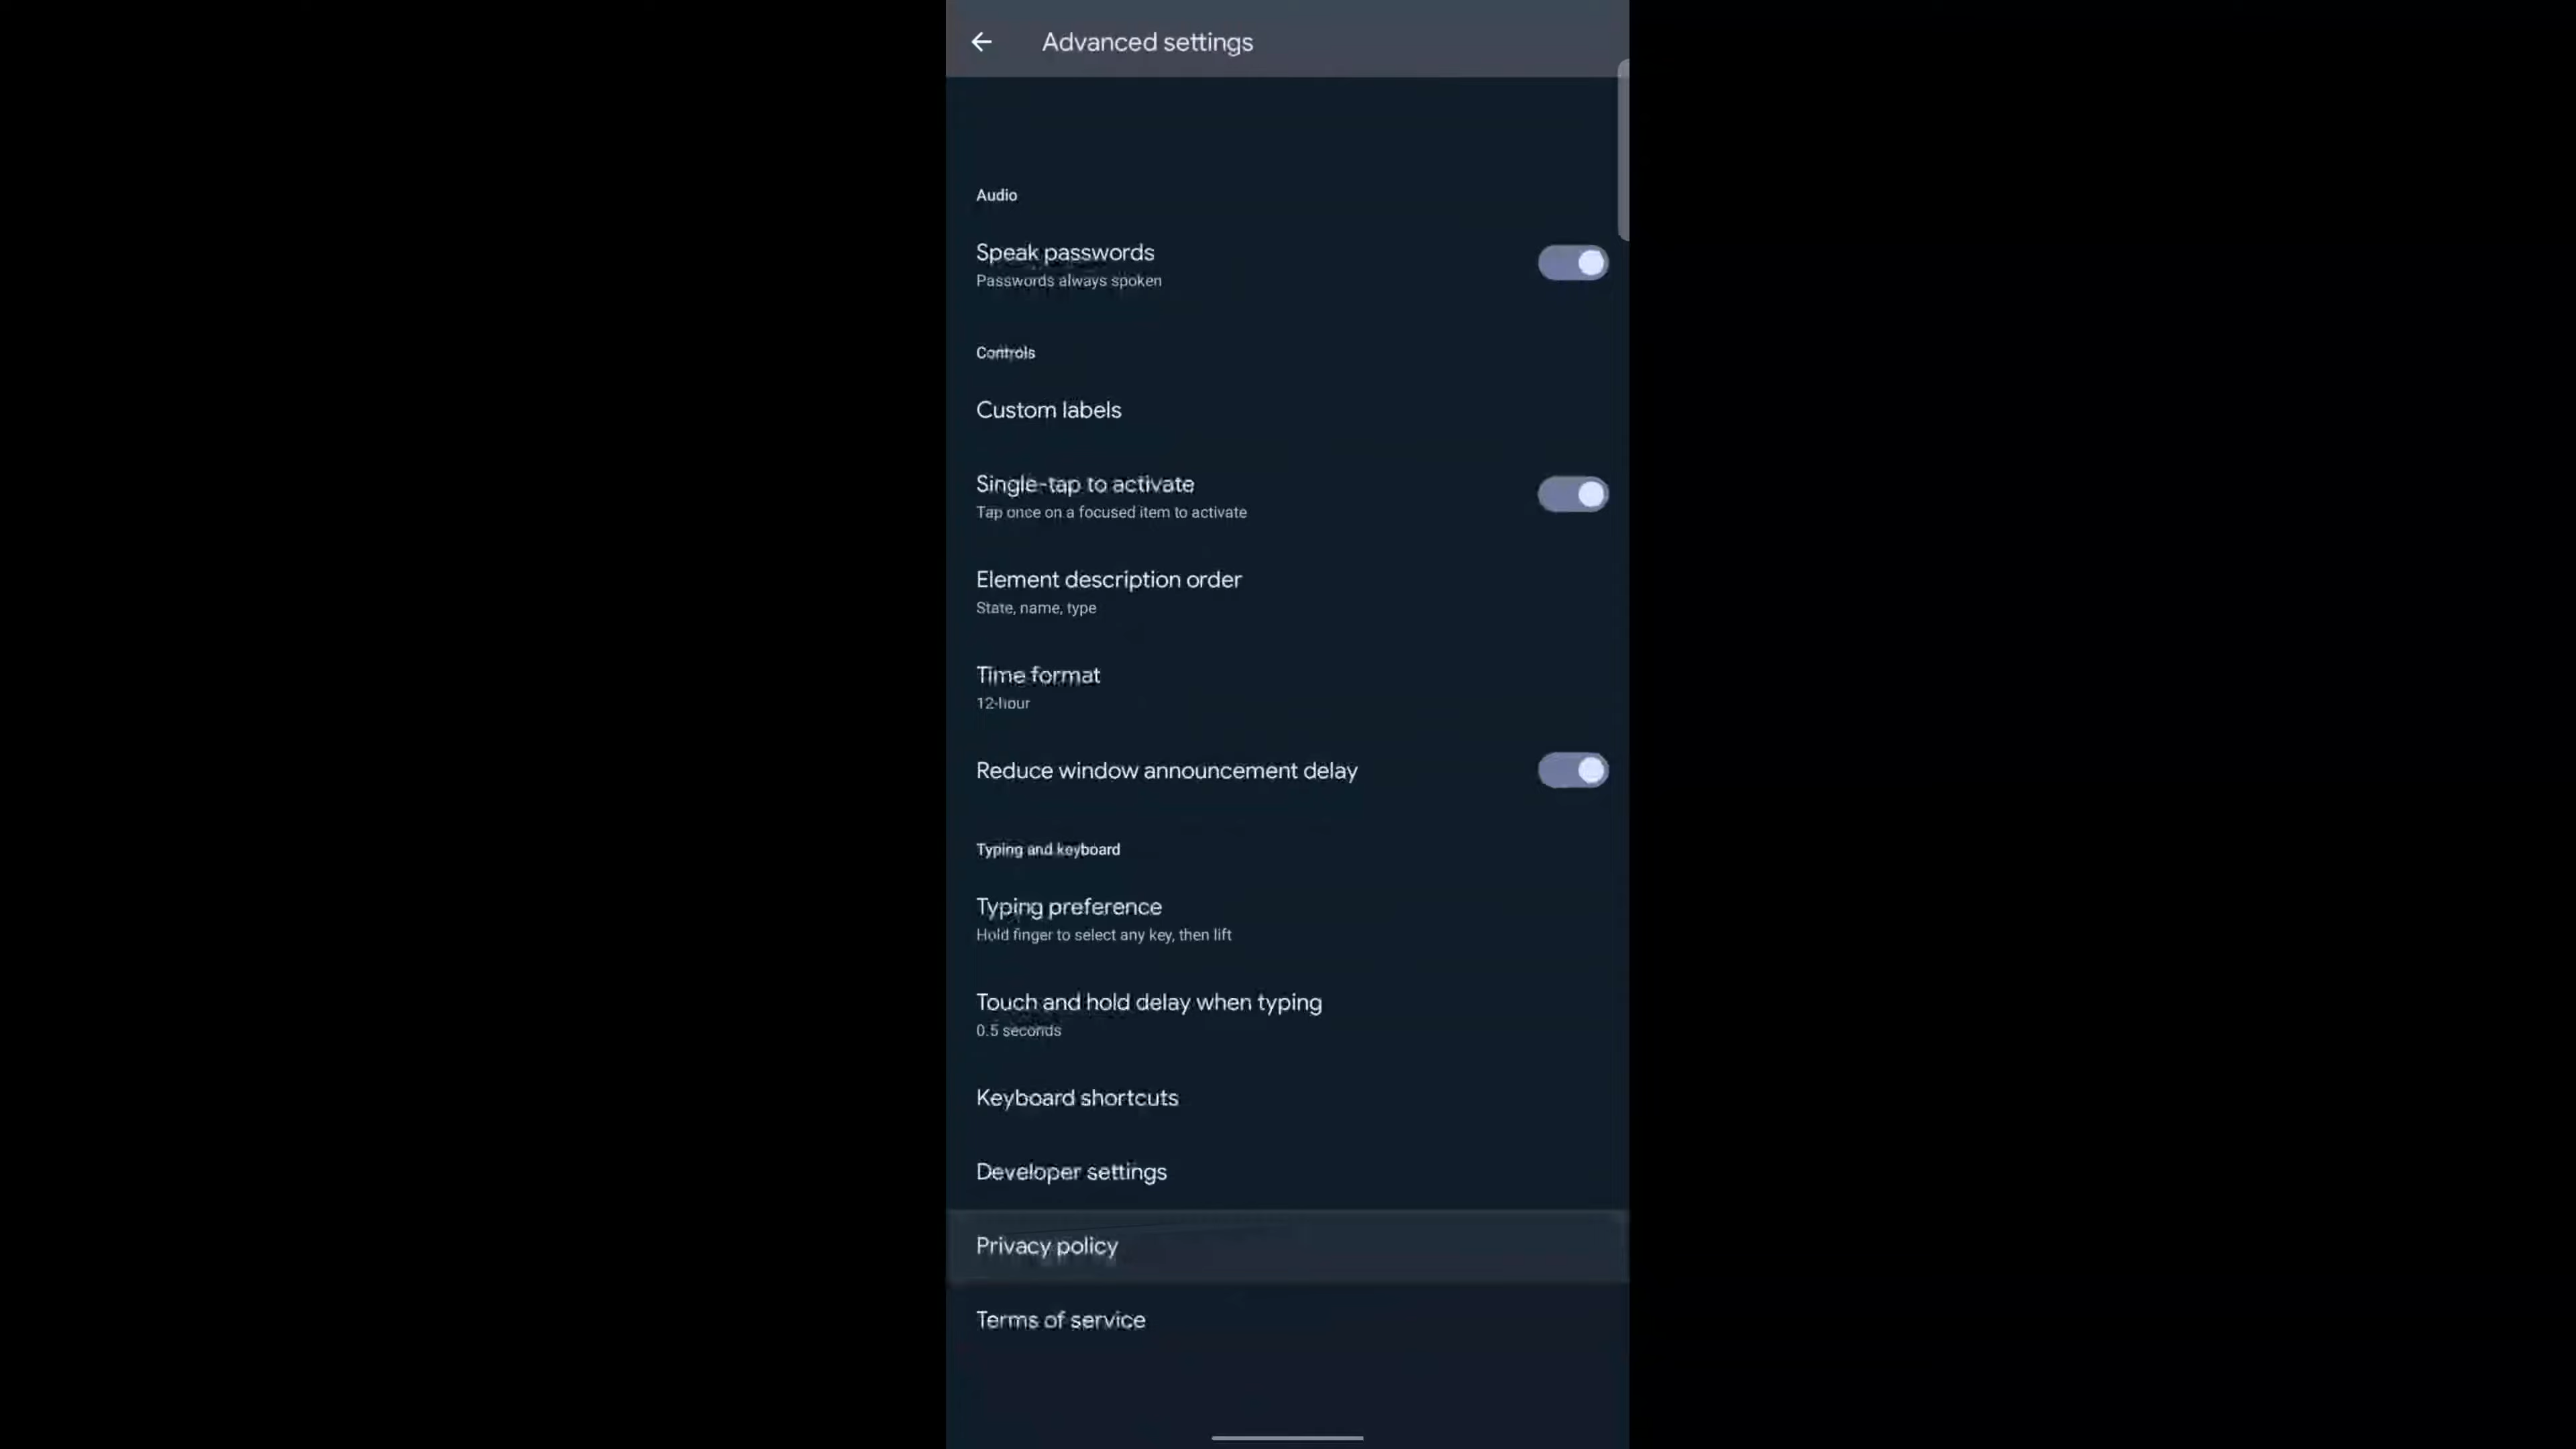 Advanced settings
Audio
Speak passwords
Passwords always spoken
Controls
Custom labels
Single-tap to activate
Tap once on a focused item to activate
Element description order
State, name, type
Time format
12-hour
Reduce window announcement delay
Typing and keyboard
Typing preference
Hold finger to select any key, then lift
Touch and hold delay when typing
0.5 seconds
Keyboard shortcuts
Developer settings
Privacy policy
Terms of service